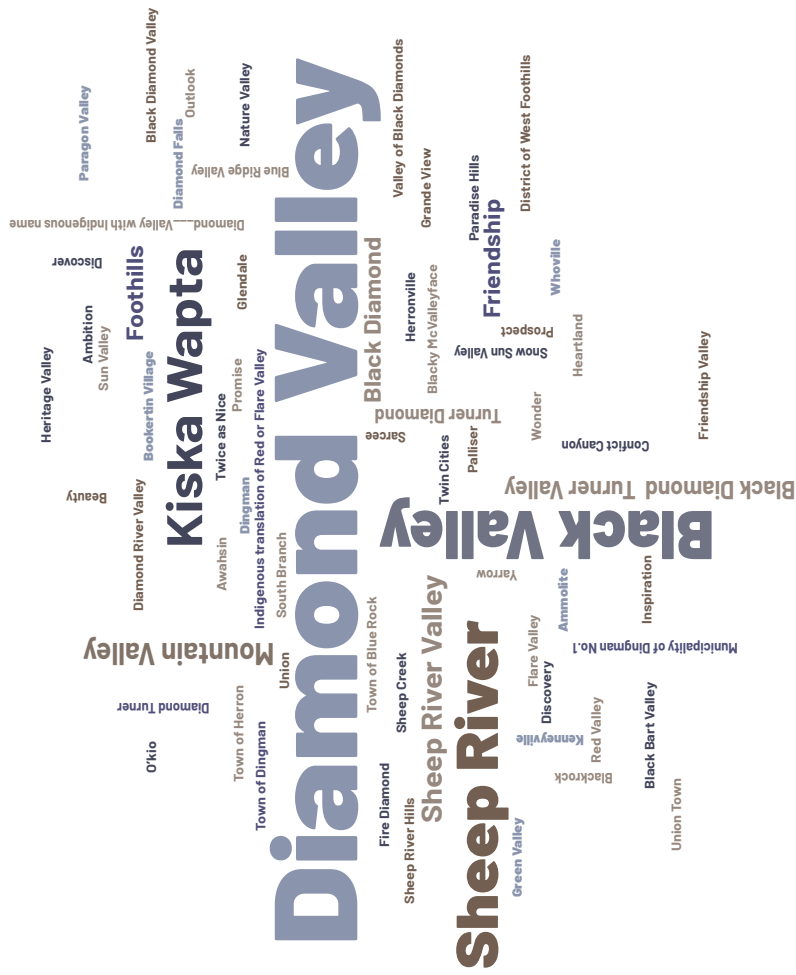 Black Diamond Valley
Outlook
Paragon Valley
Diamond Falls
Nature Valley
Blue Ridge Valley
Diamond____Valley with Indigenous name
Diamond Valley
Valley of Black Diamonds
Grande View
District of West Foothills
Paradise Hills
Friendship
Whoville
Discover
Foothills
Kiska Wapta
Glendale
Black Diamond
Herronville
Blacky McValleyface
Prospect
Snow Sun Valley
Heartland
Friendship Valley
Ambition
Sun Valley
Heritage Valley
Bookertin Village
Twice as Nice
Promise
Indigenous translation of Red or Flare Valley
Turner Diamond
Sarcee
Twin Cities
Palliser
Wonder
Confict Canyon
Beauty
Diamond River Valley
Awahsin
Dingman
South Branch
Black Diamond Turner Valley
Black Valley
Yarrow
Ammolite
Inspiration
Mountain Valley
Union
Town of Blue Rock
Sheep Creek
Sheep River Valley
Sheep River
Flare Valley
Discovery
Municipality of Dingman No.1
Diamond Turner
O'kio
Town of Herron
Town of Dingman
Fire Diamond
Sheep River Hills
Kenneyville
Red Valley
Blackrock
Black Bart Valley
Green Valley
Union Town